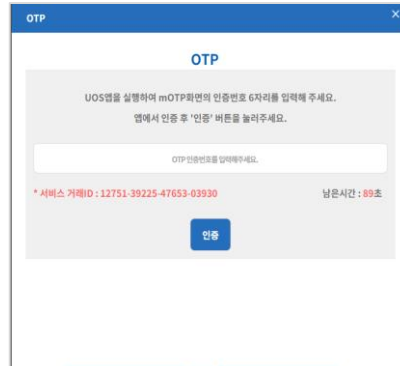 OTP
×
OTP
UOS앱을 실행하여 mOTP화면의 인증번호 6자리를 입력해 주세요.
앱에서 인증 후 '인증' 버튼을 눌러주세요.
OTP 인증번호를 입력해주세요.
* 서비스 거래ID : 12751-39225-47653-03930 남은시간 : 89초
인증